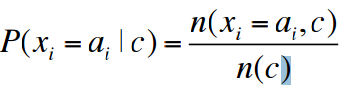 P(x_i = a_i | c) = n(x_i = a_i, c) / n(c)